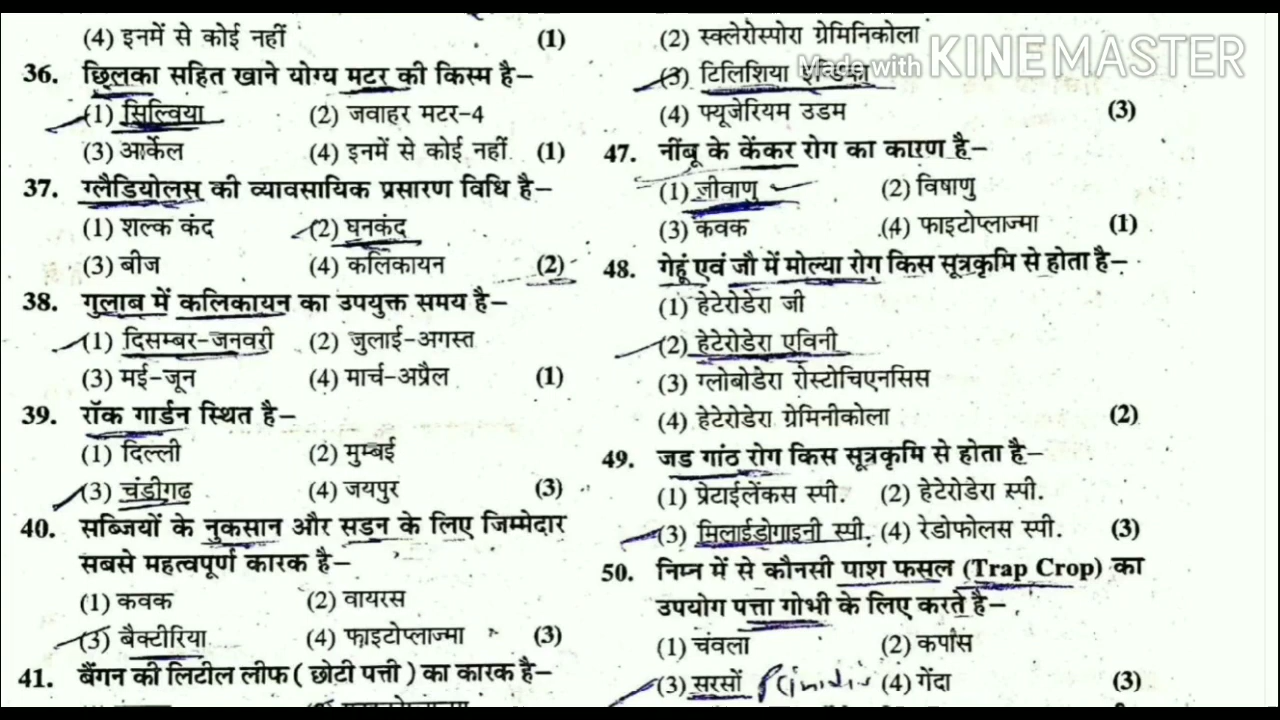 (4) इनमें से कोई नहीं (1)
36. छिलका सहित खाने योग्य मटर की किस्म है–
(1) सिल्विया (2) जवाहर मटर-4
(3) आर्केल (4) इनमें से कोई नहीं (1)
37. ग्लैडियोलस की व्यावसायिक प्रसारण विधि है–
(1) शल्क कंद (2) घनकंद
(3) बीज (4) कलिकायन (2)
38. गुलाब में कलिकायन का उपयुक्त समय है–
(1) दिसम्बर-जनवरी (2) जुलाई-अगस्त
(3) मई-जून (4) मार्च-अप्रैल (1)
39. रॉक गार्डन स्थित है–
(1) दिल्ली (2) मुम्बई
(3) चंडीगढ (4) जयपुर (3)
40. सब्जियों के नुकसान और सडन के लिए जिम्मेदार
सबसे महत्वपूर्ण कारक है–
(1) कवक (2) वायरस
(3) बैक्टीरिया (4) फाइटोप्लाज्मा (3)
41. बैंगन की लिटील लीफ ( छोटी पत्ती ) का कारक है–
(2) स्क्लेरोस्पोरा ग्रेमिनिकोला
Made with KINEMASTER
(3) टिलिशिया इन्डिका
(4) फ्यूजेरियम उडम (3)
47. नींबू के केंकर रोग का कारण है–
(1) जीवाणु (2) विषाणु
(3) कवक (4) फाइटोप्लाज्मा (1)
48. गेहूं एवं जौ में मोल्या रोग किस सूत्रकृमि से होता है–
(1) हेटेरोडेरा जी
(2) हेटेरोडेरा एविनी
(3) ग्लोबोडेरा रोस्टोचिएनसिस
(4) हेटेरोडेरा ग्रेमिनीकोला (2)
49. जड गांठ रोग किस सूत्रकृमि से होता है–
(1) प्रेटाईलेंकस स्पी. (2) हेटेरोडेरा स्पी.
(3) मिलाईडोगाइनी स्पी. (4) रेडोफोलस स्पी. (3)
50. निम्न में से कौनसी पाश फसल (Trap Crop) का
उपयोग पत्ता गोभी के लिए करते है–
(1) चंवला (2) कपास
(3) सरसों (4) गेंदा (3)